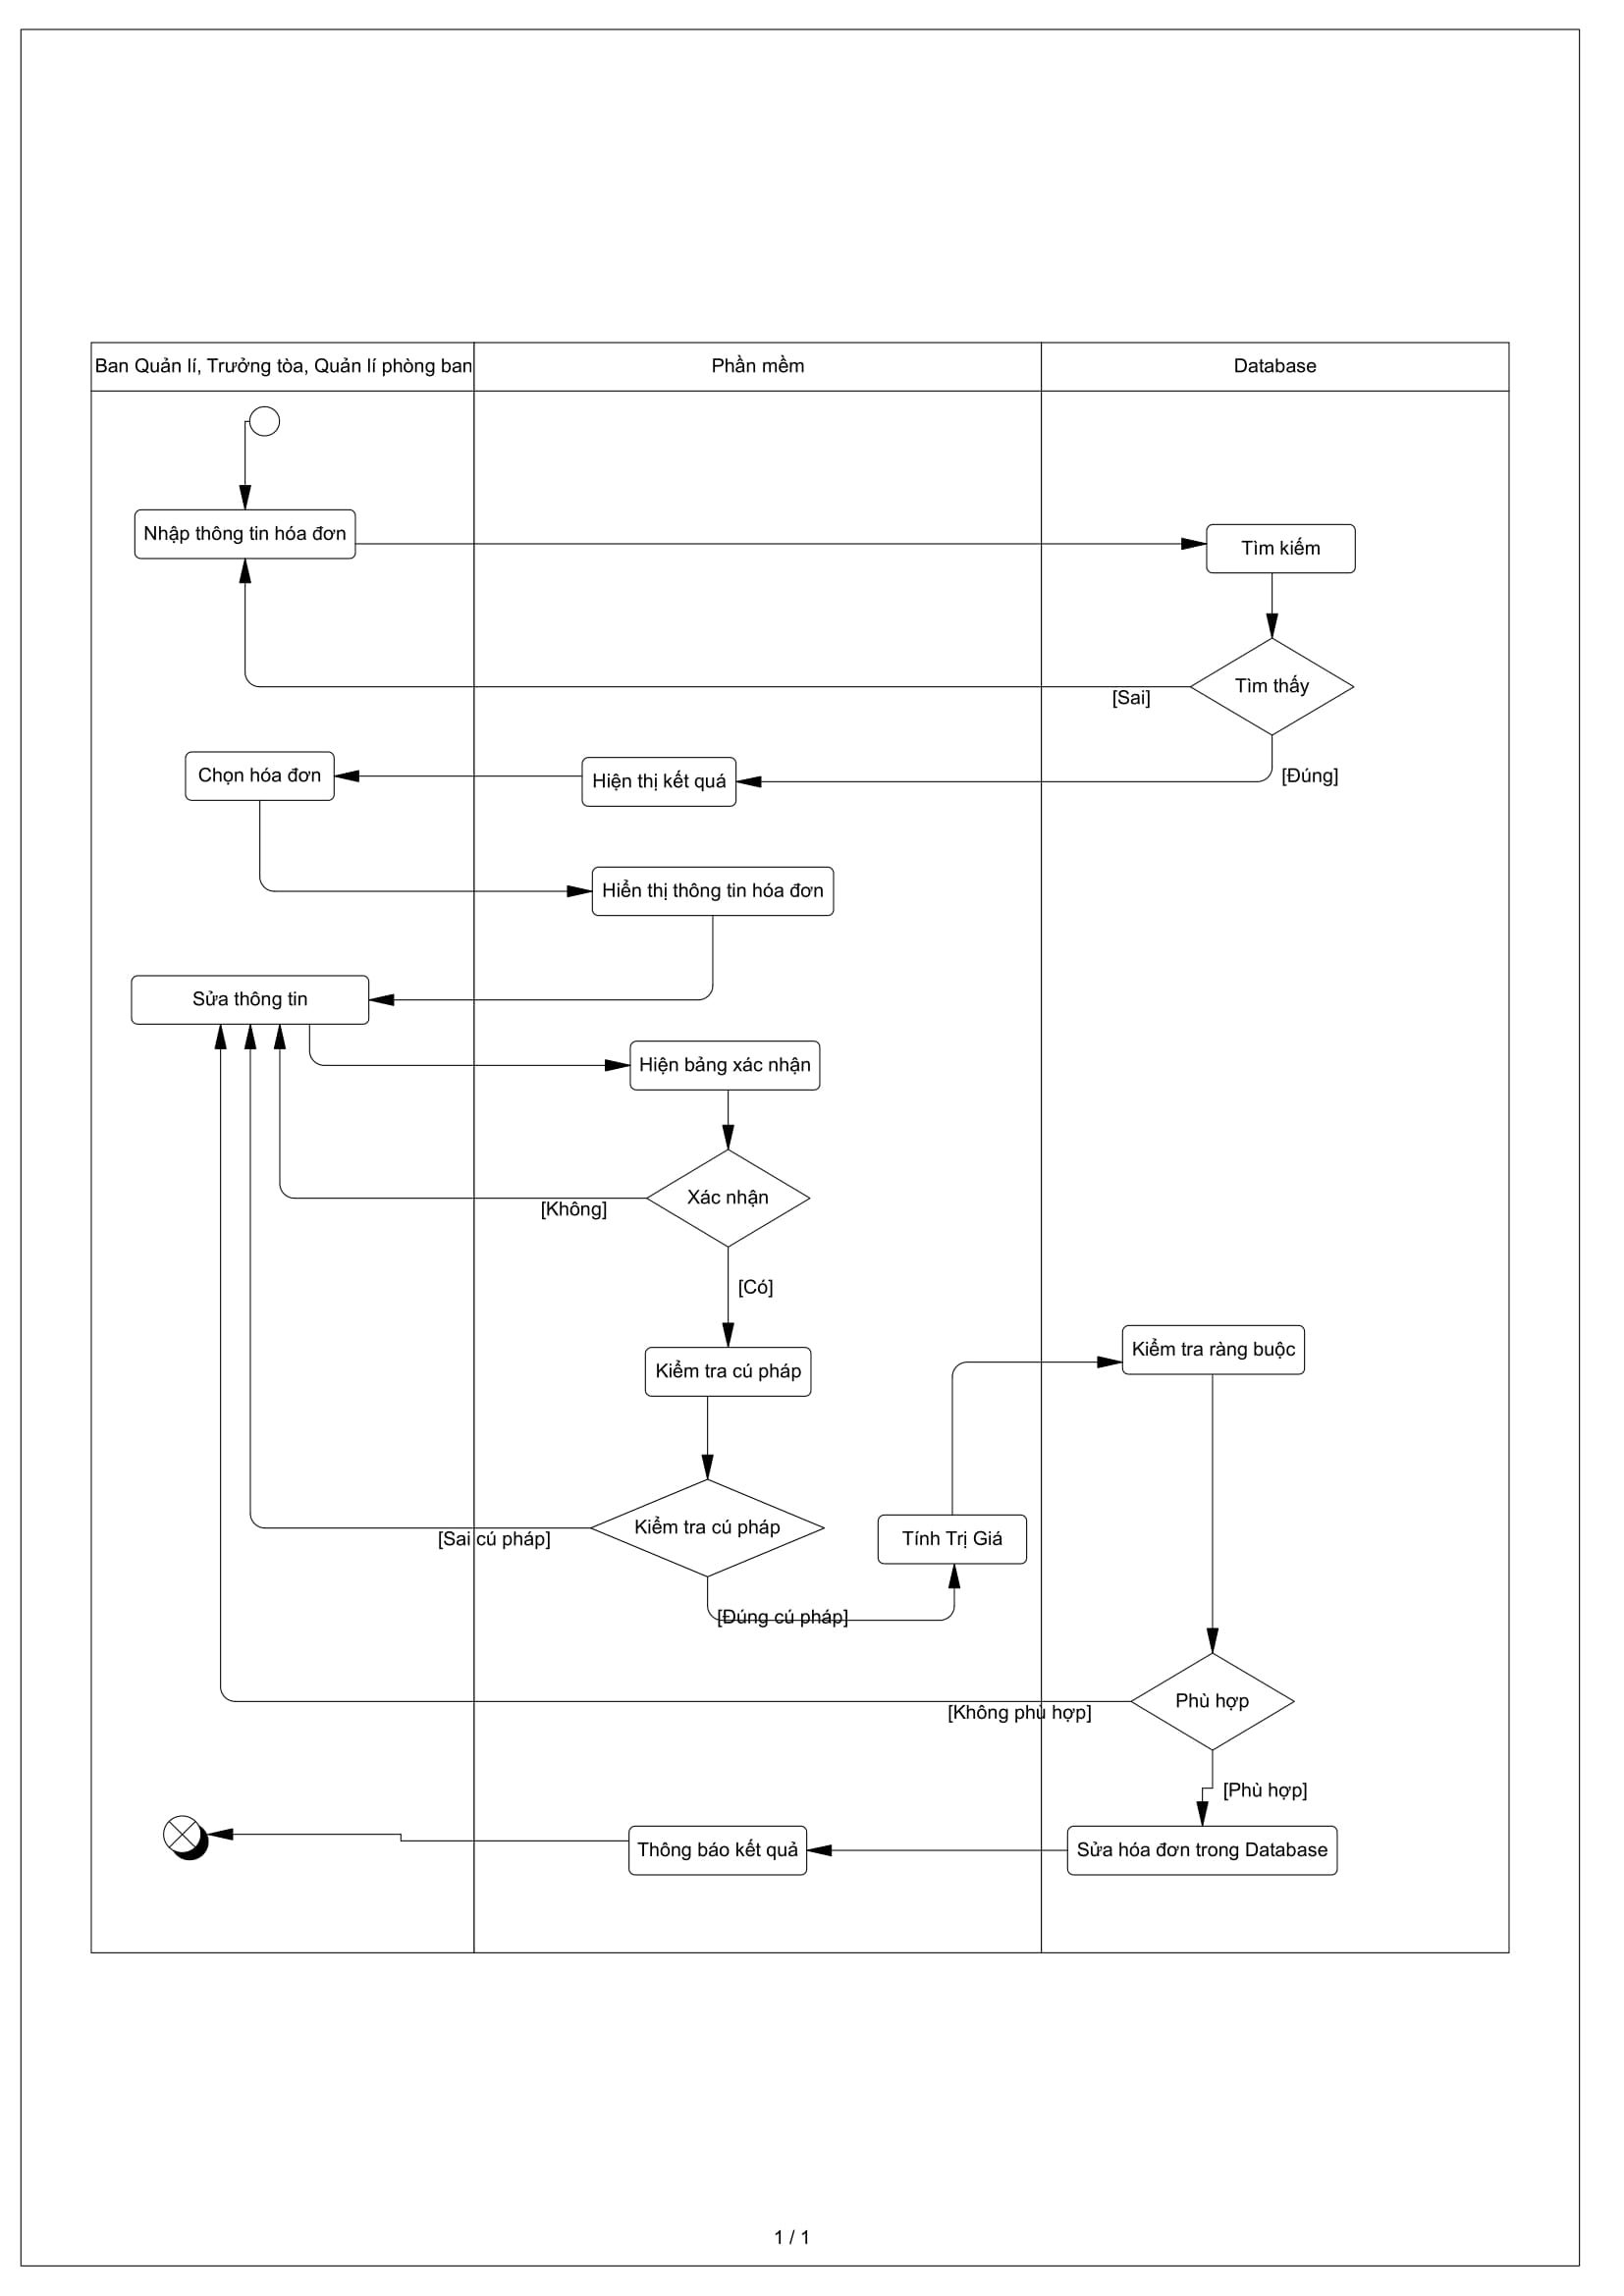 Ban Quản lí, Trưởng tòa, Quản lí phòng ban
Phần mềm
Database
Nhập thông tin hóa đơn
Tìm kiếm
Tìm thấy
[Sai]
[Đúng]
Hiện thị kết quá
Chọn hóa đơn
Hiển thị thông tin hóa đơn
Sửa thông tin
Hiện bảng xác nhận
Xác nhận
[Không]
[Có]
Kiểm tra cú pháp
Kiểm tra ràng buộc
Kiểm tra cú pháp
[Sai cú pháp]
[Đúng cú pháp]
Tính Trị Giá
Phù hợp
[Không phù hợp]
[Phù hợp]
Sửa hóa đơn trong Database
Thông báo kết quả
1 / 1